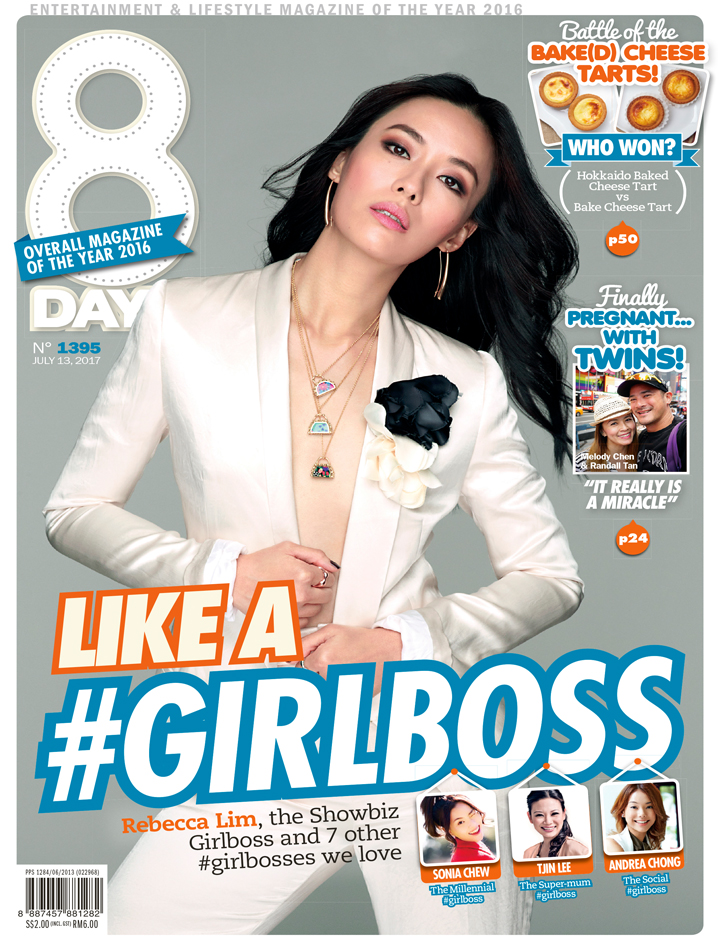 ENTERTAINMENT & LIFESTYLE MAGAZINE OF THE YEAR 2016
8
DAY
OVERALL MAGAZINE
OF THE YEAR 2016
Nº 1395
JULY 13, 2017
Battle of the
BAKE(D) CHEESE
TARTS!
WHO WON?
Hokkaido Baked
Cheese Tart
vs
Bake Cheese Tart
p50
Finally
PREGNANT...
WITH
TWINS!
Melody Chen
& Randall Tan
“IT REALLY IS
A MIRACLE”
p24
LIKE A
#GIRLBOSS
Rebecca Lim, the Showbiz
Girlboss and 7 other
#girlbosses we love
SONIA CHEW
The Millennial
#girlboss
TJIN LEE
The Super-mum
#girlboss
ANDREA CHONG
The Social
#girlboss
PPS 1284/06/2013 (022968)
8 887457 881282
S$2.00 (INC. GST) RM6.00